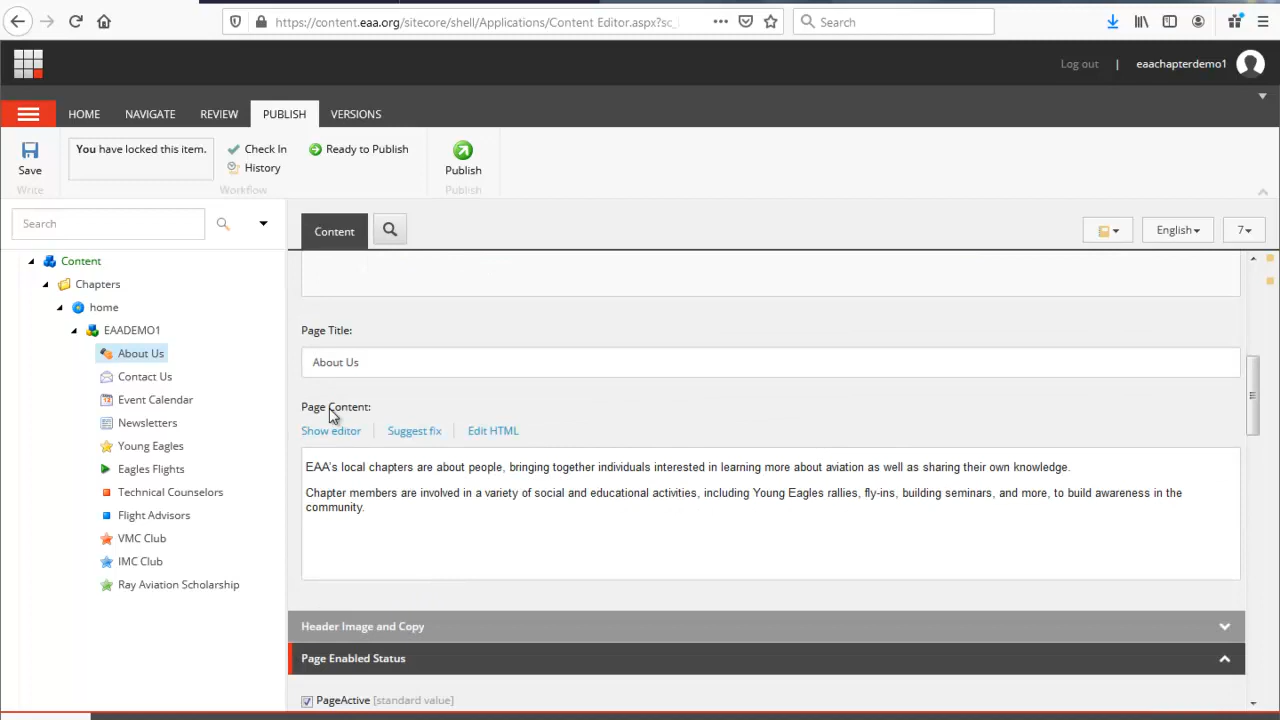 https://content.eaa.org/sitecore/shell/Applications/Content Editor.aspx?sc_
Search
Log out | eaachapterdemo1
HOME NAVIGATE REVIEW PUBLISH VERSIONS
Save
Write
You have locked this item.
Check In
History
Ready to Publish
Workflow
Publish
Publish
Search
Content
Chapters
home
EAADEMO1
About Us
Contact Us
Event Calendar
Newsletters
Young Eagles
Eagles Flights
Technical Counselors
Flight Advisors
VMC Club
IMC Club
Ray Aviation Scholarship
Content
English
7
Page Title:
About Us
Page Content:
Show editor
Suggest fix
Edit HTML
EAA's local chapters are about people, bringing together individuals interested in learning more about aviation as well as sharing their own knowledge.
Chapter members are involved in a variety of social and educational activities, including Young Eagles rallies, fly-ins, building seminars, and more, to build awareness in the
community.
Header Image and Copy
Page Enabled Status
PageActive [standard value]